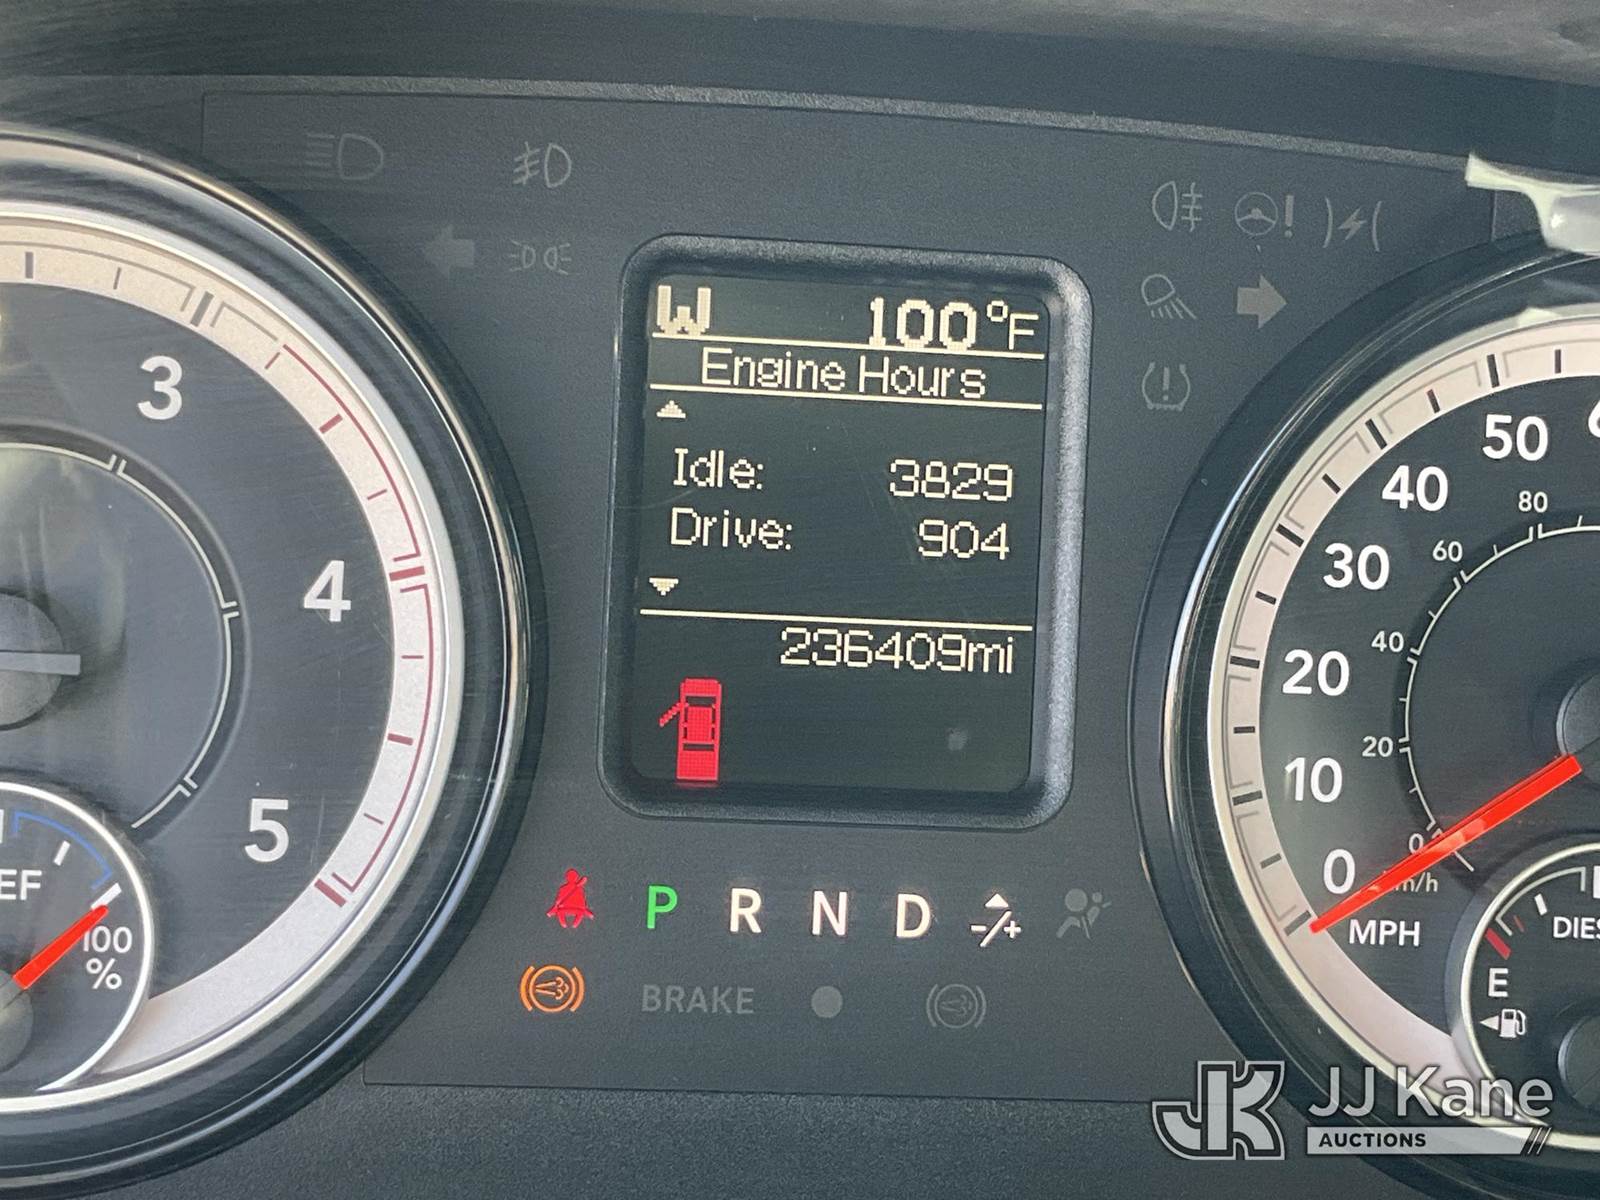 W 100°F
Engine Hours
Idle: 3829
Drive: 904
236409mi
3
4
5
100
%
P R N D -/+
BRAKE
50
40
30
20
10
0
MPH
80
60
40
20
0
E
JJ Kane
AUCTIONS